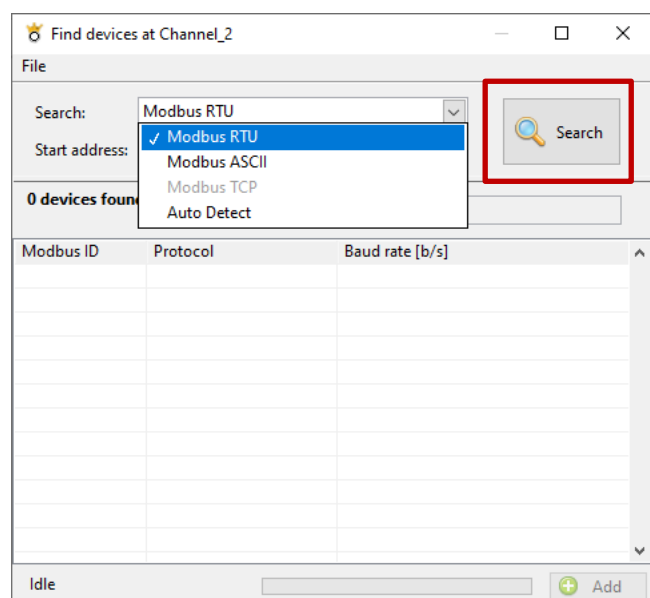 Find devices at Channel_2
File
Search:
Modbus RTU
Search
✓ Modbus RTU
Start address:
Modbus ASCII
Modbus TCP
0 devices foun
Auto Detect
Modbus ID Protocol Baud rate [b/s]
Idle
Add